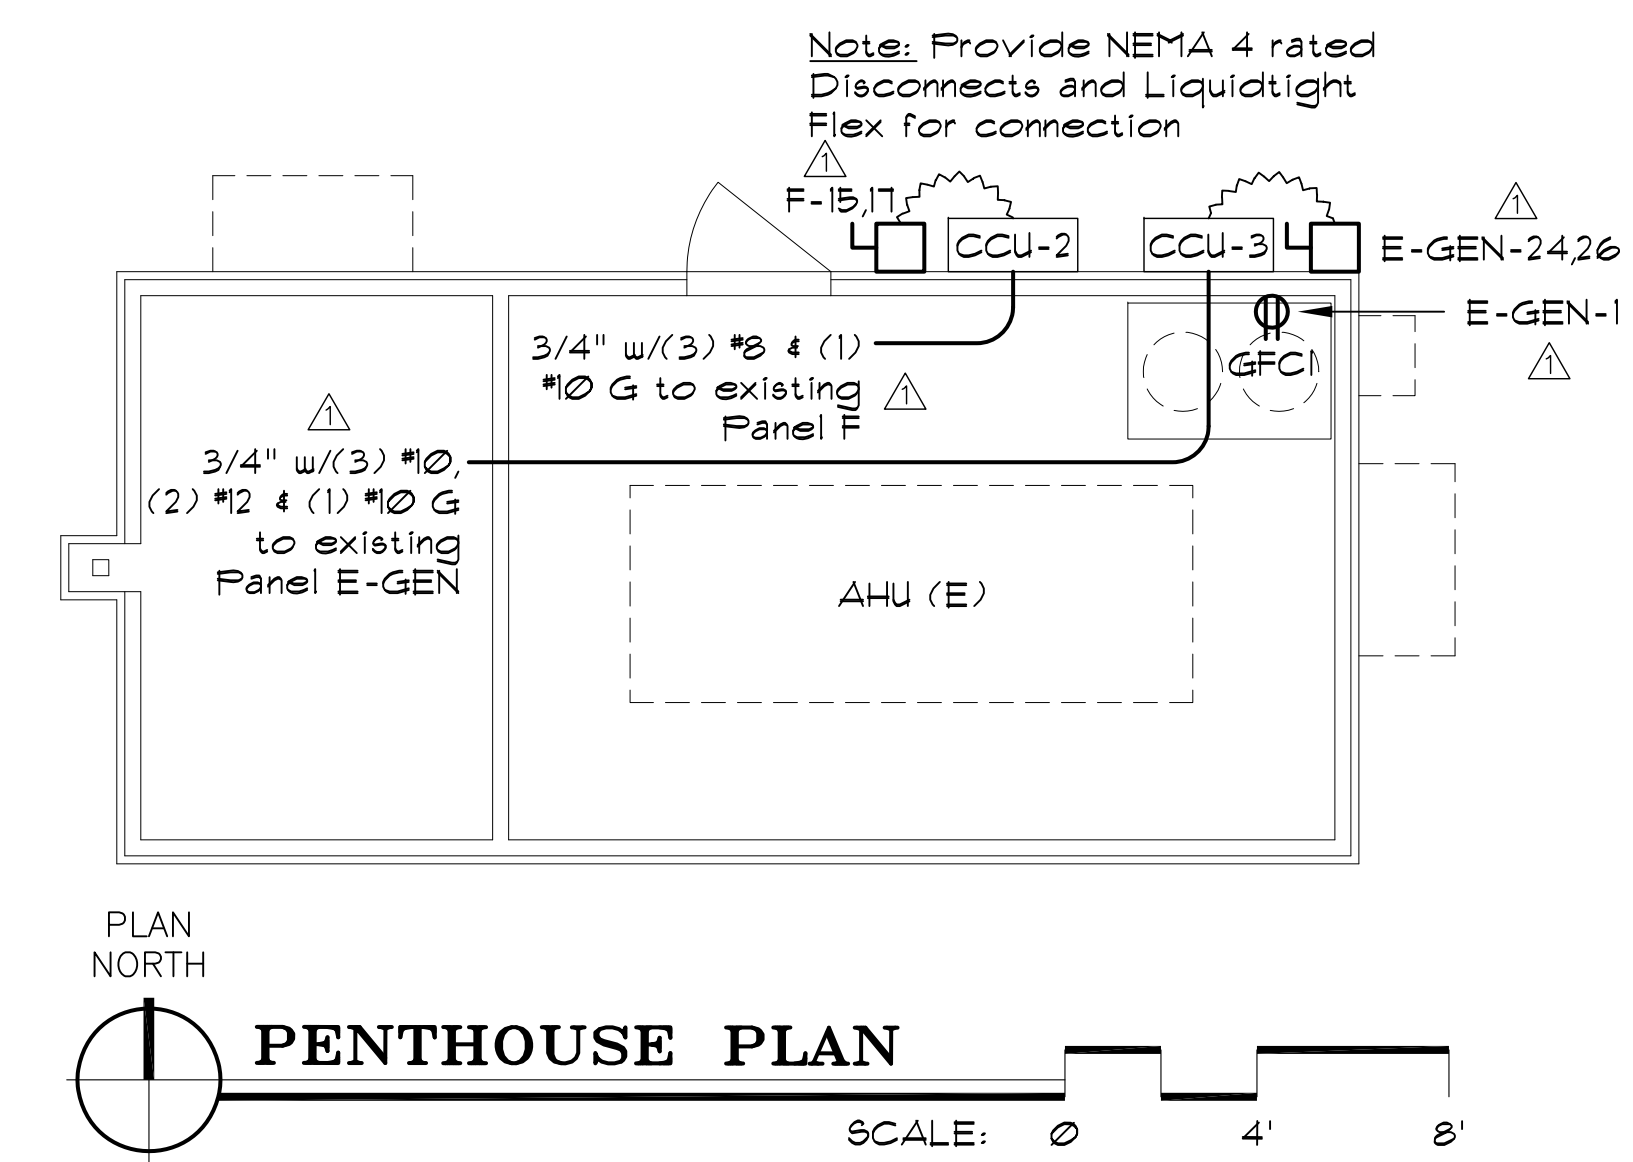 Note: Provide NEMA 4 rated
Disconnects and Liquidtight
Flex for connection
1
F-15,17
CCU-2
CCU-3
1
E-GEN-24,26
E-GEN-1
1
GFCI
3/4" w/(3) #8 & (1)
#10 G to existing
Panel F
1
1
3/4" w/(3) #10,
(2) #12 & (1) #10 G
to existing
Panel E-GEN
AHU (E)
PLAN
NORTH
PENTHOUSE PLAN
SCALE: 0 4' 8'